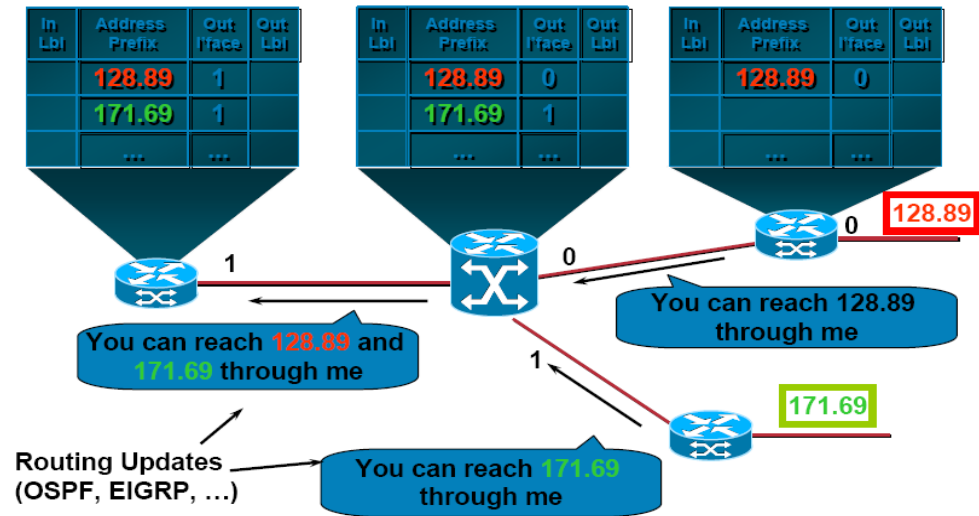 In Lbl
Address Prefix
Out I'face
Out Lbl
128.89 1
171.69 1
... ...
In Lbl
Address Prefix
Out I'face
Out Lbl
128.89 0
171.69 1
... ...
In Lbl
Address Prefix
Out I'face
Out Lbl
128.89 0
... ...
128.89
0
0
1
You can reach 128.89
through me
You can reach 128.89 and
171.69 through me
1
171.69
Routing Updates
(OSPF, EIGRP, …)
You can reach 171.69
through me